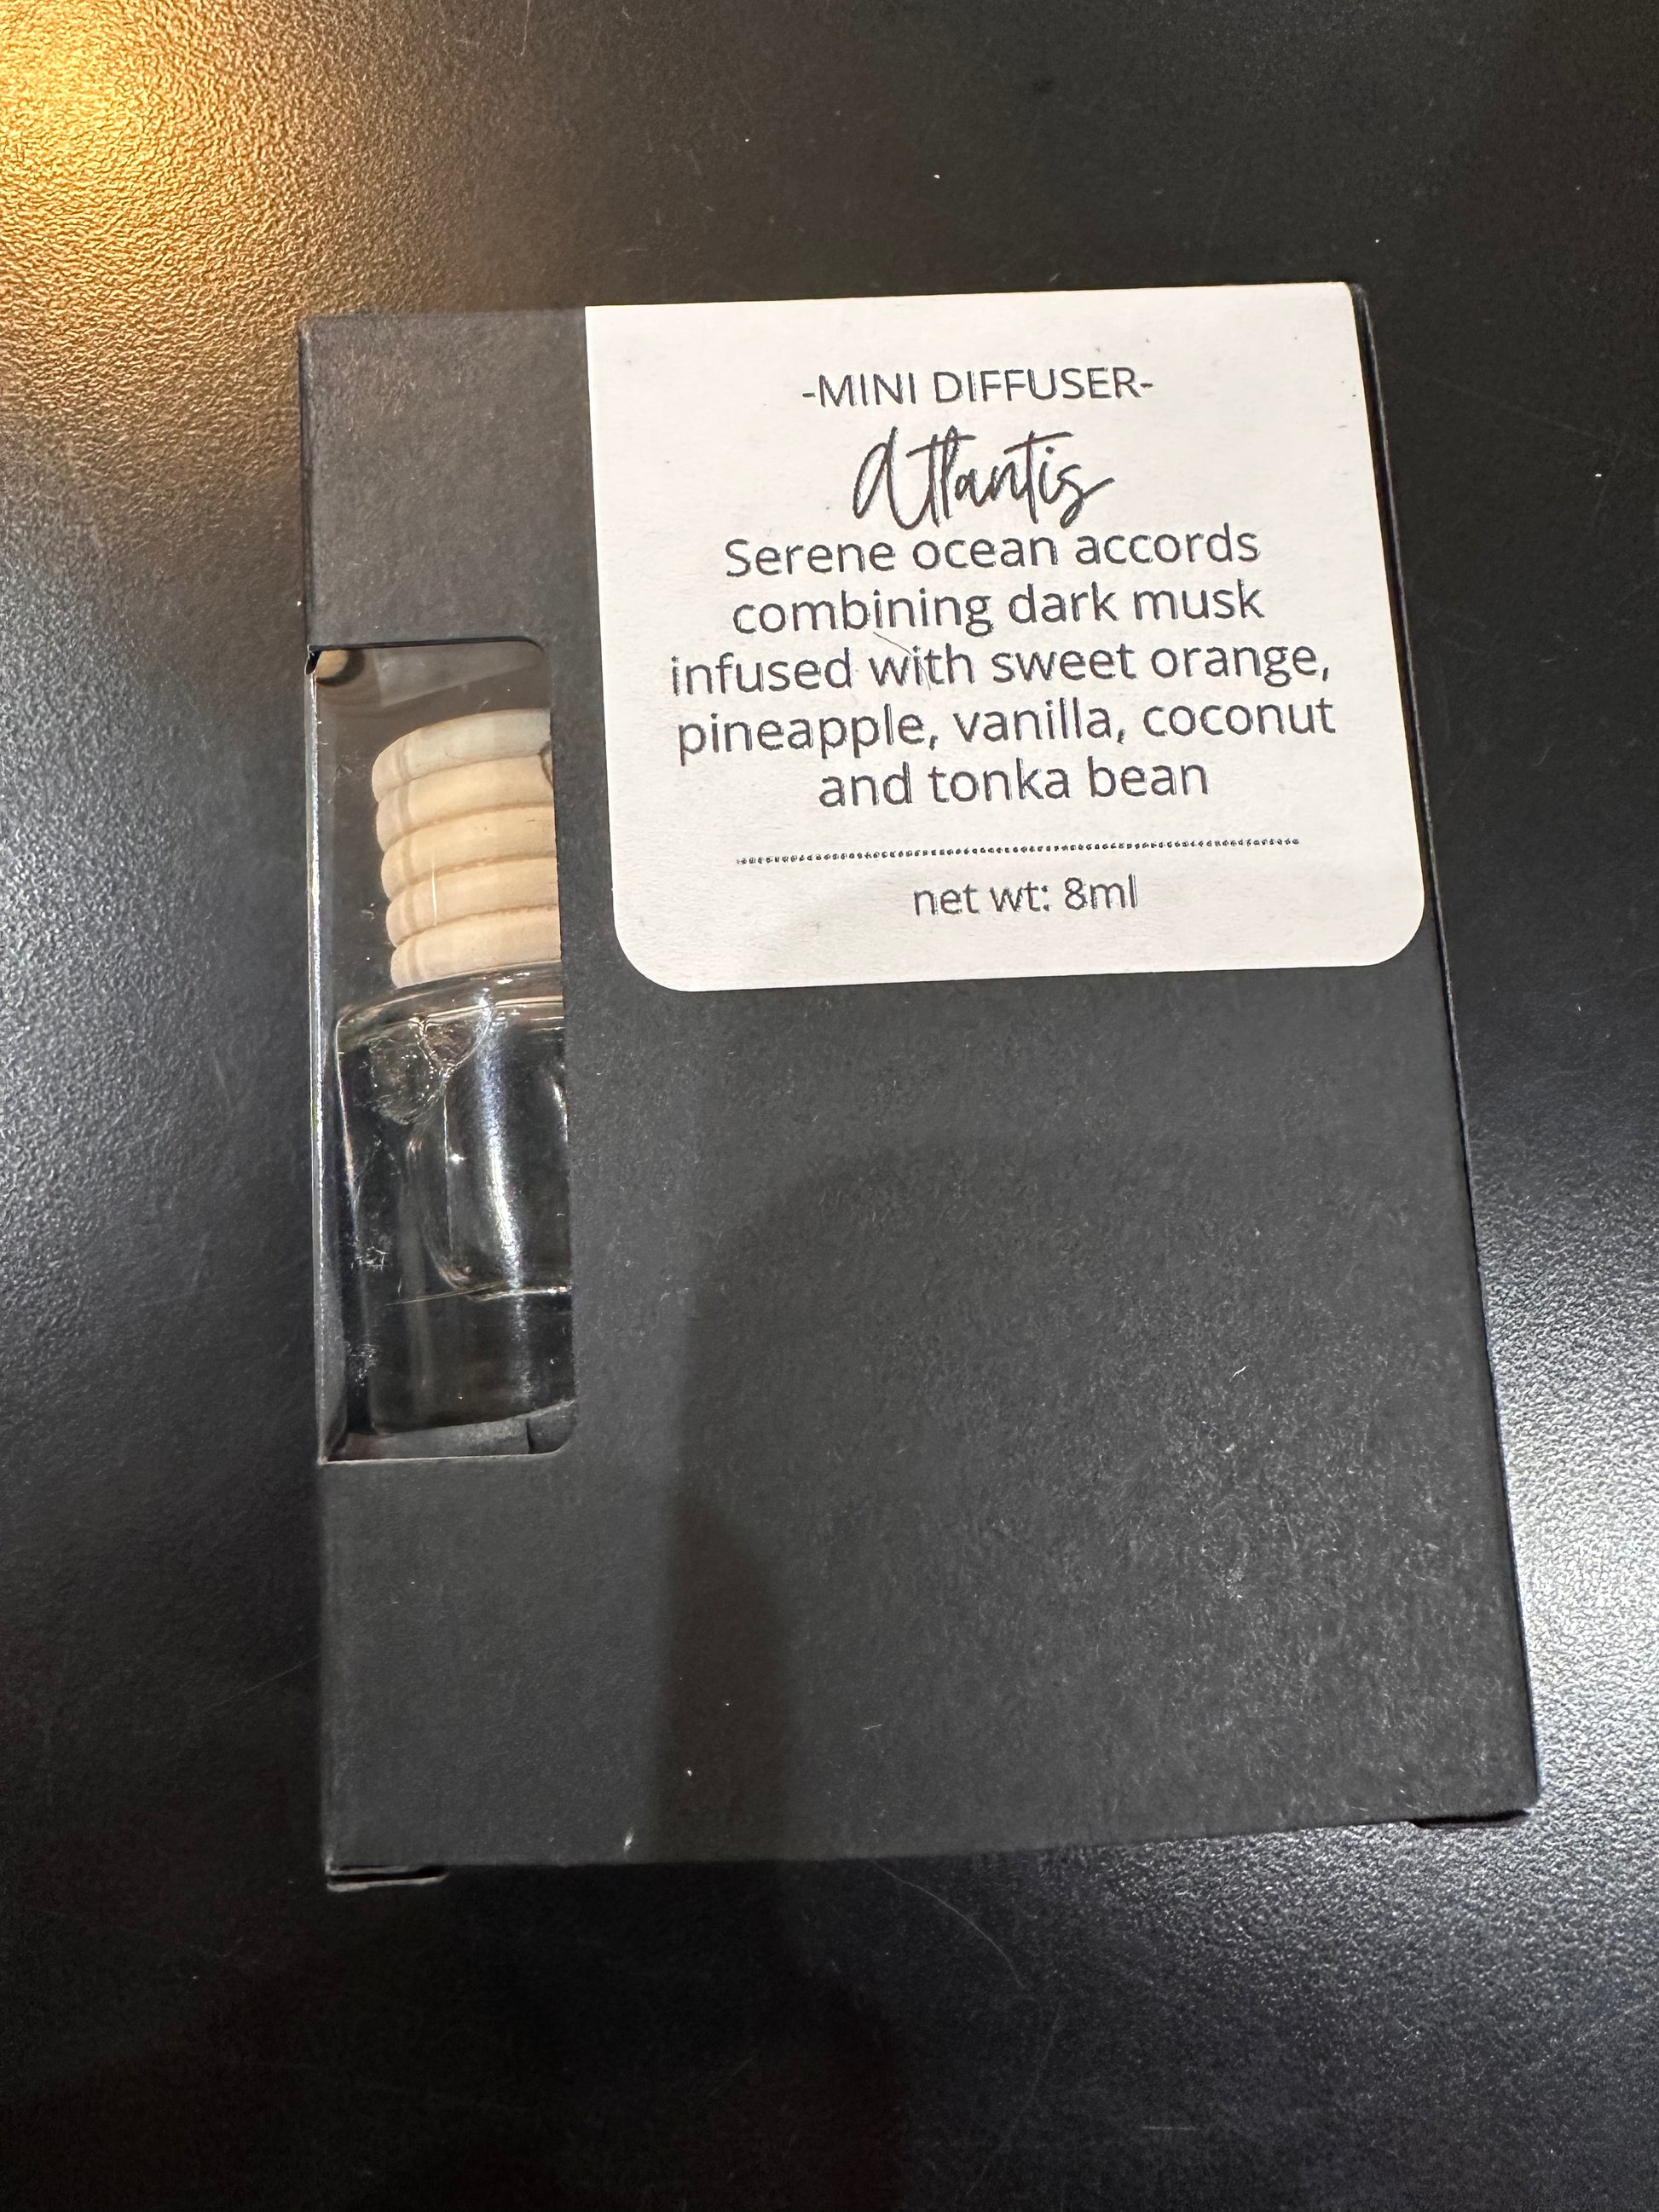 -MINI DIFFUSER-
Atlantis
Serene ocean accords
combining dark musk
infused with sweet orange,
pineapple, vanilla, coconut
and tonka bean
net wt: 8ml